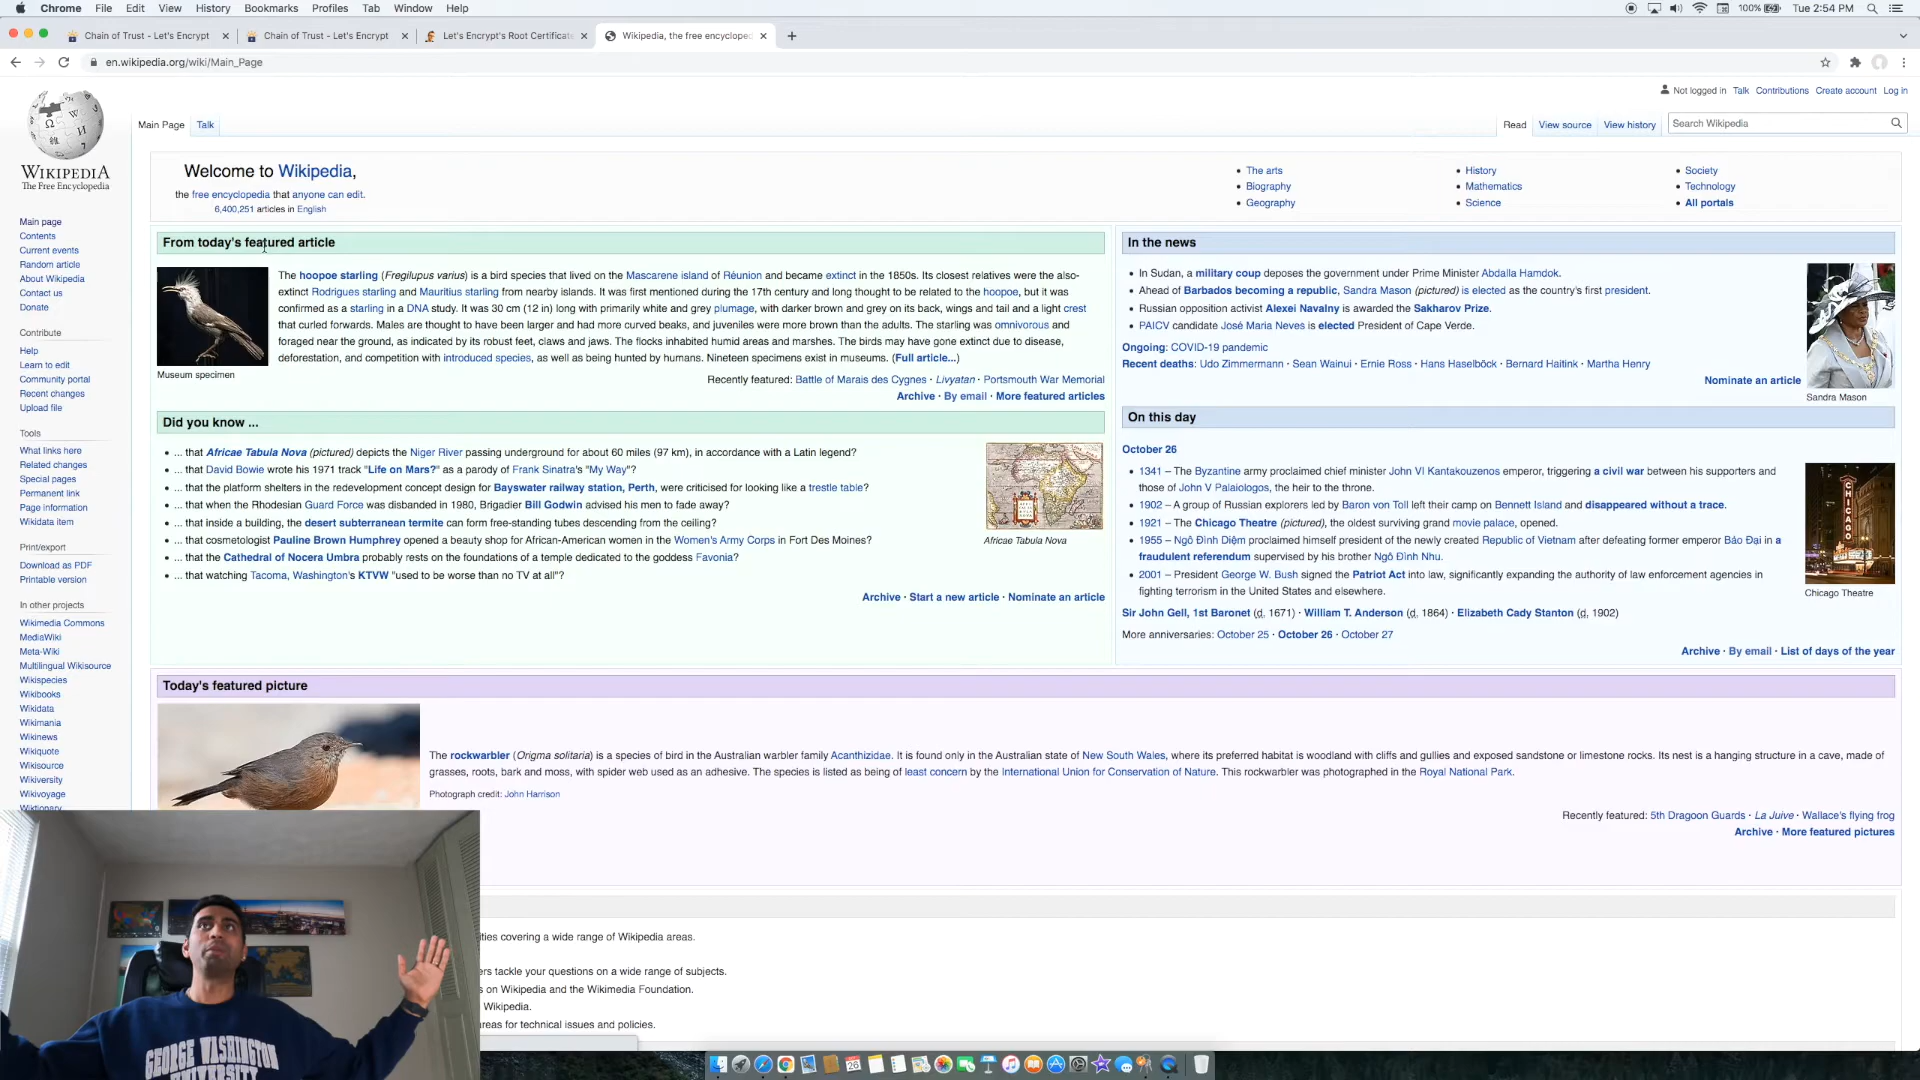 Chrome File Edit View History Bookmarks Profiles Tab Window Help 100% Tue 2:54 PM
Chain of Trust - Let's Encrypt Chain of Trust - Let's Encrypt Let's Encrypt's Root Certificate Wikipedia, the free encycloped
en.wikipedia.org/wiki/Main_Page
Not logged in Talk Contributions Create account Log in
Main Page Talk Read View source View history Search Wikipedia
WIKIPEDIA
The Free Encyclopedia
Main page
Contents
Current events
Random article
About Wikipedia
Contact us
Donate
Contribute
Help
Learn to edit
Community portal
Recent changes
Upload file
Tools
What links here
Related changes
Special pages
Permanent link
Page information
Wikidata item
Print/export
Download as PDF
Printable version
In other projects
Wikimedia Commons
MediaWiki
Meta-Wiki
Multilingual Wikisource
Wikispecies
Wikibooks
Wikidata
Wikimania
Wikinews
Wikiquote
Wikisource
Wikiversity
Wikivoyage
Wiktionary
Welcome to Wikipedia,
the free encyclopedia that anyone can edit.
6,400,251 articles in English
The arts
Biography
Geography
History
Mathematics
Science
Society
Technology
All portals
From today's featured article
The hoopoe starling (Fregilupus varius) is a bird species that lived on the Mascarene island of Réunion and became extinct in the 1850s. Its closest relatives were the also-
extinct Rodrigues starling and Mauritius starling from nearby islands. It was first mentioned during the 17th century and long thought to be related to the hoopoe, but it was
confirmed as a starling in a DNA study. It was 30 cm (12 in) long with primarily white and grey plumage, with darker brown and grey on its back, wings and tail and a light crest
that curled forwards. Males are thought to have been larger and had more curved beaks, and juveniles were more brown than the adults. The starling was omnivorous and
foraged near the ground, as indicated by its robust feet, claws and jaws. The flocks inhabited humid areas and marshes. The birds may have gone extinct due to disease,
deforestation, and competition with introduced species, as well as being hunted by humans. Nineteen specimens exist in museums. (Full article...)
Museum specimen
Recently featured: Battle of Marais des Cygnes · Livyatan · Portsmouth War Memorial
Archive · By email · More featured articles
Did you know ...
... that Africae Tabula Nova (pictured) depicts the Niger River passing underground for about 60 miles (97 km), in accordance with a Latin legend?
... that David Bowie wrote his 1971 track "Life on Mars?" as a parody of Frank Sinatra's "My Way"?
... that the platform shelters in the redevelopment concept design for Bayswater railway station, Perth, were criticised for looking like a trestle table?
... that when the Rhodesian Guard Force was disbanded in 1980, Brigadier Bill Godwin advised his men to fade away?
... that inside a building, the desert subterranean termite can form free-standing tubes descending from the ceiling?
... that cosmetologist Pauline Brown Humphrey opened a beauty shop for African-American women in the Women's Army Corps in Fort Des Moines?
... that the Cathedral of Nocera Umbra probably rests on the foundations of a temple dedicated to the goddess Favonia?
... that watching Tacoma, Washington's KTVW "used to be worse than no TV at all"?
Africae Tabula Nova
Archive · Start a new article · Nominate an article
In the news
In Sudan, a military coup deposes the government under Prime Minister Abdalla Hamdok.
Ahead of Barbados becoming a republic, Sandra Mason (pictured) is elected as the country's first president.
Russian opposition activist Alexei Navalny is awarded the Sakharov Prize.
PAICV candidate José Maria Neves is elected President of Cape Verde.
Ongoing: COVID-19 pandemic
Recent deaths: Udo Zimmermann · Sean Wainui · Ernie Ross · Hans Haselböck · Bernard Haitink · Martha Henry
Nominate an article
Sandra Mason
On this day
October 26
1341 – The Byzantine army proclaimed chief minister John VI Kantakouzenos emperor, triggering a civil war between his supporters and
those of John V Palaiologos, the heir to the throne.
1902 – A group of Russian explorers led by Baron von Toll left their camp on Bennett Island and disappeared without a trace.
1921 – The Chicago Theatre (pictured), the oldest surviving grand movie palace, opened.
1955 – Ngô Đình Diệm proclaimed himself president of the newly created Republic of Vietnam after defeating former emperor Bảo Đại in a
fraudulent referendum supervised by his brother Ngô Đình Nhu.
2001 – President George W. Bush signed the Patriot Act into law, significantly expanding the authority of law enforcement agencies in
fighting terrorism in the United States and elsewhere.
CHICAGO
Chicago Theatre
Sir John Gell, 1st Baronet (d. 1671) · William T. Anderson (d. 1864) · Elizabeth Cady Stanton (d. 1902)
More anniversaries: October 25 · October 26 · October 27
Archive · By email · List of days of the year
Today's featured picture
The rockwarbler (Origma solitaria) is a species of bird in the Australian warbler family Acanthizidae. It is found only in the Australian state of New South Wales, where its preferred habitat is woodland with cliffs and gullies and exposed sandstone or limestone rocks. Its nest is a hanging structure in a cave, made of
grasses, roots, bark and moss, with spider web used as an adhesive. The species is listed as being of least concern by the International Union for Conservation of Nature. This rockwarbler was photographed in the Royal National Park.
Photograph credit: John Harrison
Recently featured: 5th Dragoon Guards · La Juive · Wallace's flying frog
Archive · More featured pictures
ities covering a wide range of Wikipedia areas.
ers tackle your questions on a wide range of subjects.
s on Wikipedia and the Wikimedia Foundation.
Wikipedia.
reas for technical issues and policies.
GEORGE WASHINGTON
UNIVERSITY
26